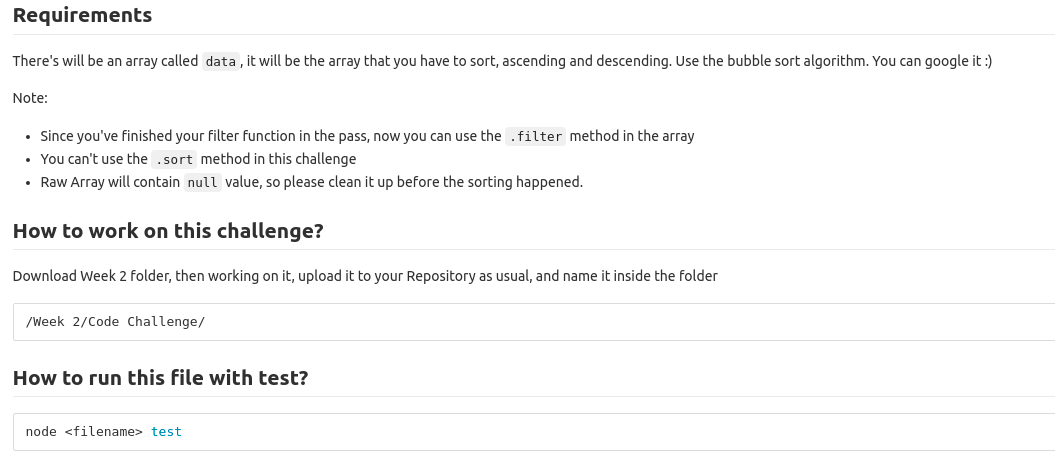 Requirements
There's will be an array called data, it will be the array that you have to sort, ascending and descending. Use the bubble sort algorithm. You can google it :)
Note:
• Since you've finished your filter function in the pass, now you can use the .filter method in the array
• You can't use the .sort method in this challenge
• Raw Array will contain null value, so please clean it up before the sorting happened.
How to work on this challenge?
Download Week 2 folder, then working on it, upload it to your Repository as usual, and name it inside the folder
/Week 2/Code Challenge/
How to run this file with test?
node <filename> test